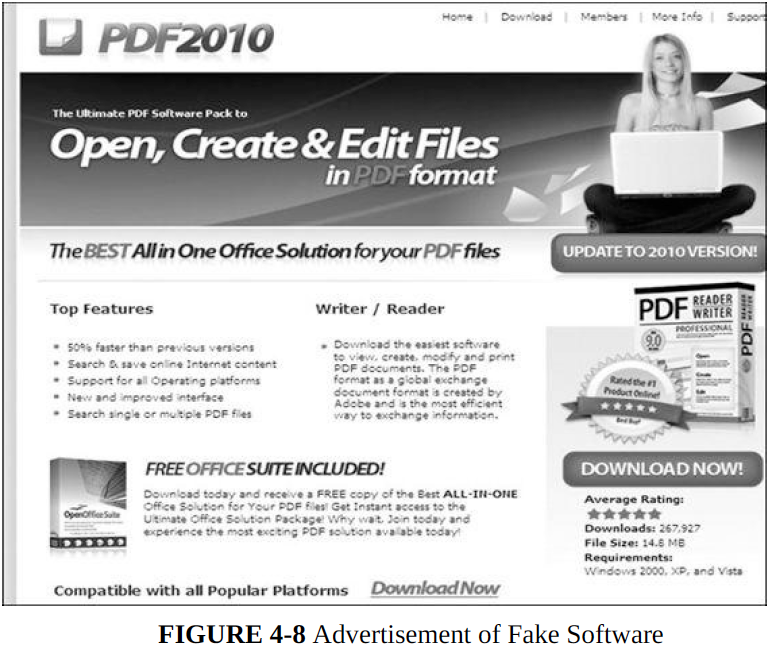 Home | Download | Members | More Info | Support
PDF2010
The Ultimate PDF Software Pack to
Open, Create & Edit Files
in PDF format
The BEST All in One Office Solution for your PDF files
UPDATE TO 2010 VERSION!
Top Features
* 50% faster than previous versions
* Search & save online Internet content
* Support for all Operating platforms
* New and improved interface
* Search single or multiple PDF files
Writer / Reader
* Download the easiest software
to view, create, modify and print
PDF documents. The PDF
format as a global exchange
document format is created by
Adobe and is the most efficient
way to exchange information.
PDF READER
WRITER
PROFESSIONAL
9.0
Open
Create
Edit
PDF READER
WRITER
Rated the #1
Product Online!
Best Buy!
OpenOfficeSuite
FREE OFFICE SUITE INCLUDED!
Download today and receive a FREE copy of the Best ALL-IN-ONE
Office Solution for Your PDF files! Get Instant access to the
Ultimate Office Solution Package! Why wait, Join today and
experience the most exciting PDF solution available today!
DOWNLOAD NOW!
Average Rating:
Downloads: 267,927
File Size: 14.8 MB
Requirements:
Windows 2000, XP, and Vista
Compatible with all Popular Platforms Download Now
FIGURE 4-8 Advertisement of Fake Software